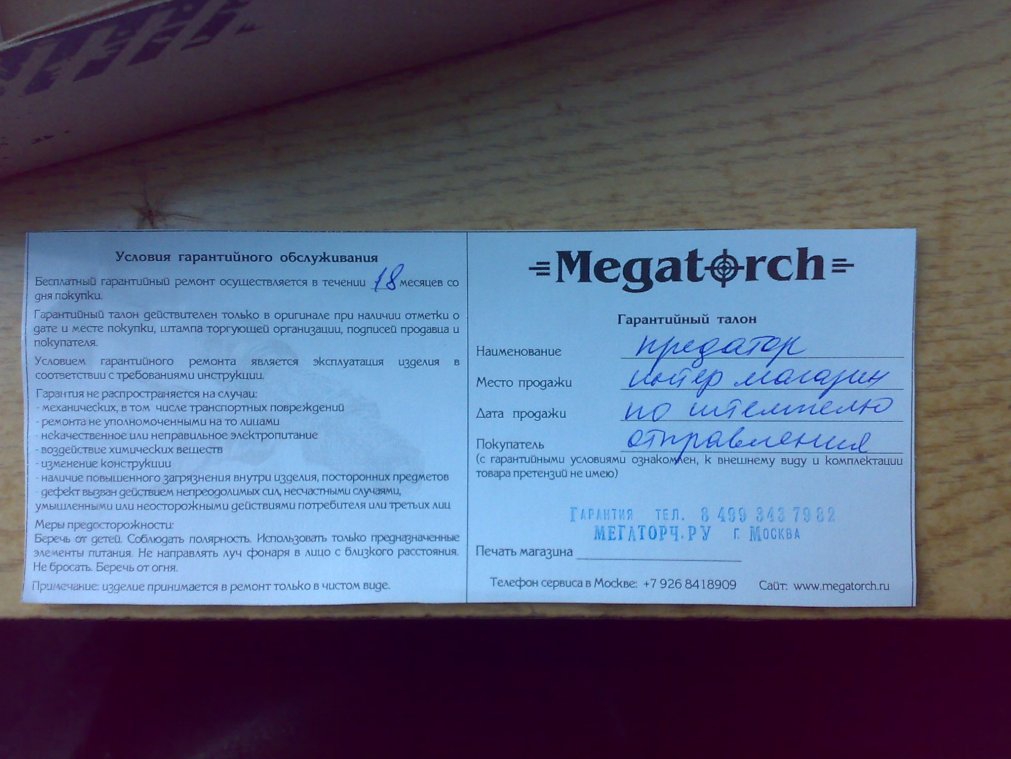 Условия гарантийного обслуживания
Бесплатный гарантийный ремонт осуществляется в течении 18 месяцев со
дня покупки.
Гарантийный талон действителен только в оригинале при наличии отметки о
дате и месте покупки, штампа торгующей организации, подписей продавца и
покупателя.
Условием гарантийного ремонта является эксплуатация изделия в
соответствии с требованиями инструкции.
Гарантия не распространяется на случаи:
- механических, в том числе транспортных повреждений
- ремонта не уполномоченными на то лицами
- некачественное или неправильное электропитание
- воздействие химических веществ
- изменение конструкции
- наличие повышенного загрязнения внутри изделия, посторонних предметов
- дефект вызван действием непреодолимых сил, несчастными случаями,
умышленными или неосторожными действиями потребителя или третьих лиц
Меры предосторожности:
Беречь от детей. Соблюдать полярность. Использовать только предназначенные
элементы питания. Не направлять луч фонаря в лицо с близкого расстояния.
Не бросать. Беречь от огня.
Примечание: изделие принимается в ремонт только в чистом виде.
Megatorch
Гарантийный талон
Наименование предатор
Место продажи интер магазин
Дата продажи по штемпелю
Покупатель отправления
(с гарантийными условиями ознакомлен, к внешнему виду и комплектации
товара претензий не имею)
Гарантия тел. 8 499 343 79 82
МЕГАТОРЧ.РУ г. Москва
Печать магазина
Телефон сервиса в Москве: +7 926 8418909 Сайт: www.megatorch.ru